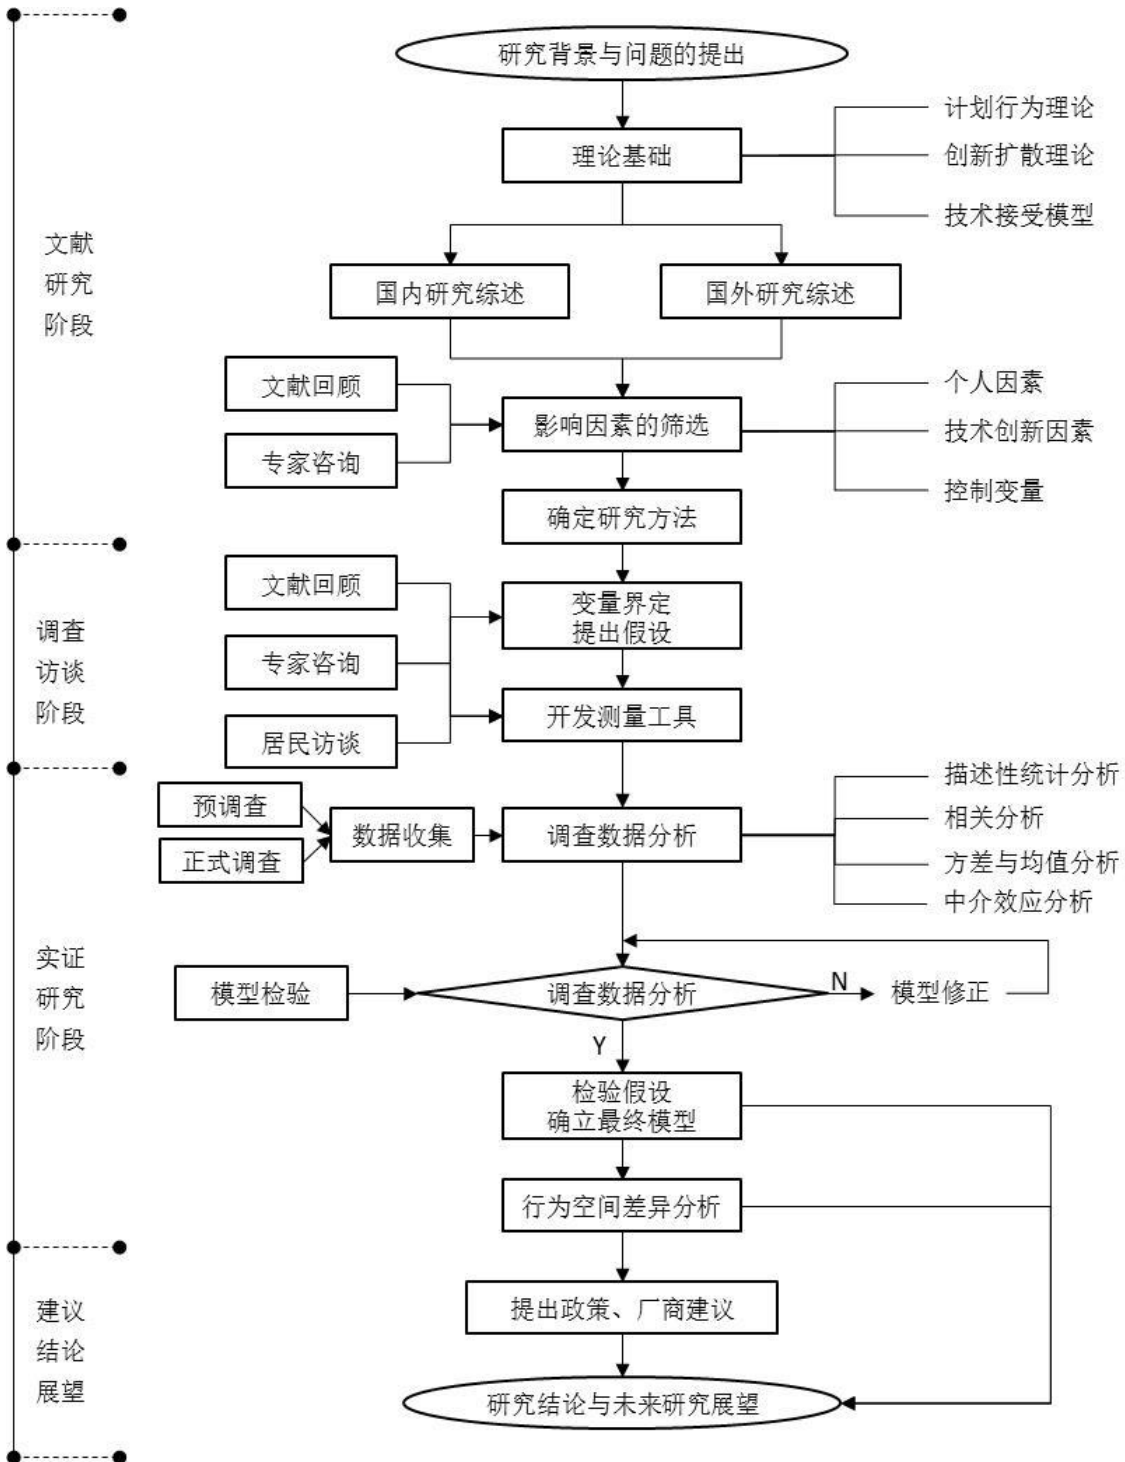 研究背景与问题的提出
计划行为理论
理论基础
创新扩散理论
技术接受模型
文献
研究
阶段
国内研究综述
国外研究综述
文献回顾
个人因素
影响因素的筛选
技术创新因素
专家咨询
控制变量
确定研究方法
文献回顾
变量界定
提出假设
调查
访谈
阶段
专家咨询
开发测量工具
居民访谈
描述性统计分析
预调查
数据收集
调查数据分析
相关分析
正式调查
方差与均值分析
中介效应分析
实证
研究
阶段
模型检验
调查数据分析
N
模型修正
Y
检验假设
确立最终模型
行为空间差异分析
建议
结论
展望
提出政策、厂商建议
研究结论与未来研究展望